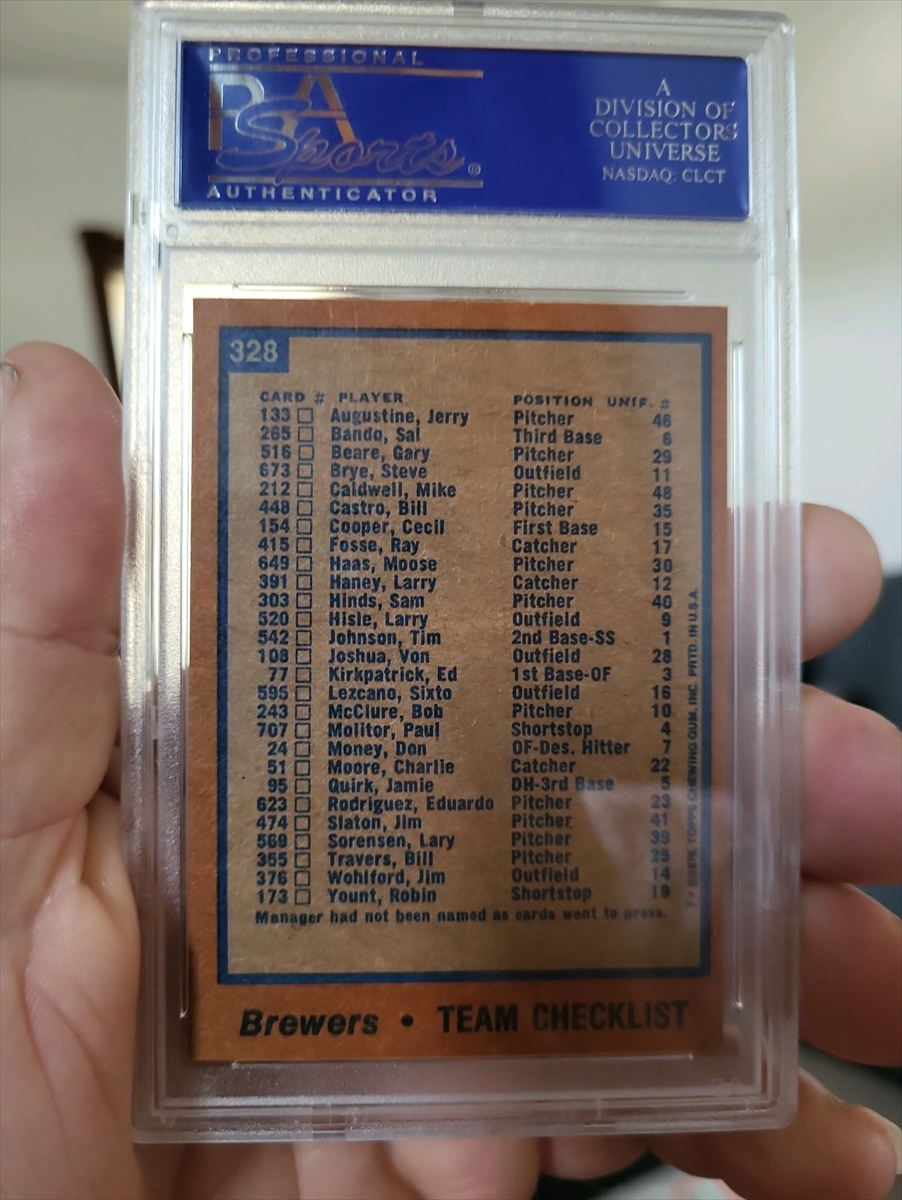 PROFESSIONAL
PSA
Sports®
AUTHENTICATOR
A
DIVISION OF
COLLECTORS
UNIVERSE
NASDAQ: CLCT
328
CARD # PLAYER POSITION UNIF. #
133 Augustine, Jerry Pitcher 46
265 Bando, Sal Third Base 6
516 Beare, Gary Pitcher 29
673 Brye, Steve Outfield 11
212 Caldwell, Mike Pitcher 48
448 Castro, Bill Pitcher 35
154 Cooper, Cecil First Base 15
415 Fosse, Ray Catcher 17
649 Haas, Moose Pitcher 30
391 Haney, Larry Catcher 12
303 Hinds, Sam Pitcher 40
520 Hisle, Larry Outfield 9
542 Johnson, Tim 2nd Base-SS 1
108 Joshua, Von Outfield 28
77 Kirkpatrick, Ed 1st Base-OF 3
595 Lezcano, Sixto Outfield 16
243 McClure, Bob Pitcher 10
707 Molitor, Paul Shortstop 4
24 Money, Don OF-Des. Hitter 7
51 Moore, Charlie Catcher 22
95 Quirk, Jamie DH-3rd Base 5
623 Rodriguez, Eduardo Pitcher 23
474 Slaton, Jim Pitcher 41
569 Sorensen, Lary Pitcher 39
355 Travers, Bill Pitcher 25
376 Wohlford, Jim Outfield 14
173 Yount, Robin Shortstop 19
Manager had not been named as cards went to press.
©1978, TOPPS CHEWING GUM, INC. PRTD. IN U.S.A.
Brewers • TEAM CHECKLIST